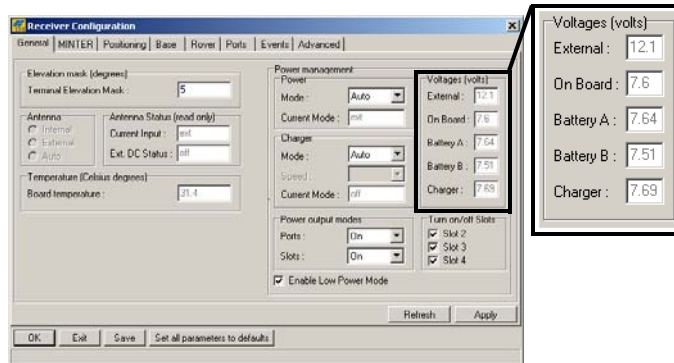 Receiver Configuration
General MINTER Positioning Base Rover Ports Events Advanced
Elevation mask (degrees)
Terminal Elevation Mask : 5
Antenna
Internal
External
Auto
Antenna Status (read only)
Current Input : ext
Ext. DC Status : off
Temperature (Celsius degrees)
Board temperature : 31.4
Power management
Power
Mode : Auto
Current Mode : ext
Charger
Mode : Auto
Speed :
Current Mode : off
Voltages (volts)
External : 12.1
On Board : 7.6
Battery A : 7.64
Battery B : 7.51
Charger : 7.69
Power output modes
Ports : On
Slots : On
Turn on/off Slots
Slot 2
Slot 3
Slot 4
Enable Low Power Mode
Refresh Apply
OK Exit Save Set all parameters to defaults
Voltages (volts)
External : 12.1
On Board : 7.6
Battery A : 7.64
Battery B : 7.51
Charger : 7.69